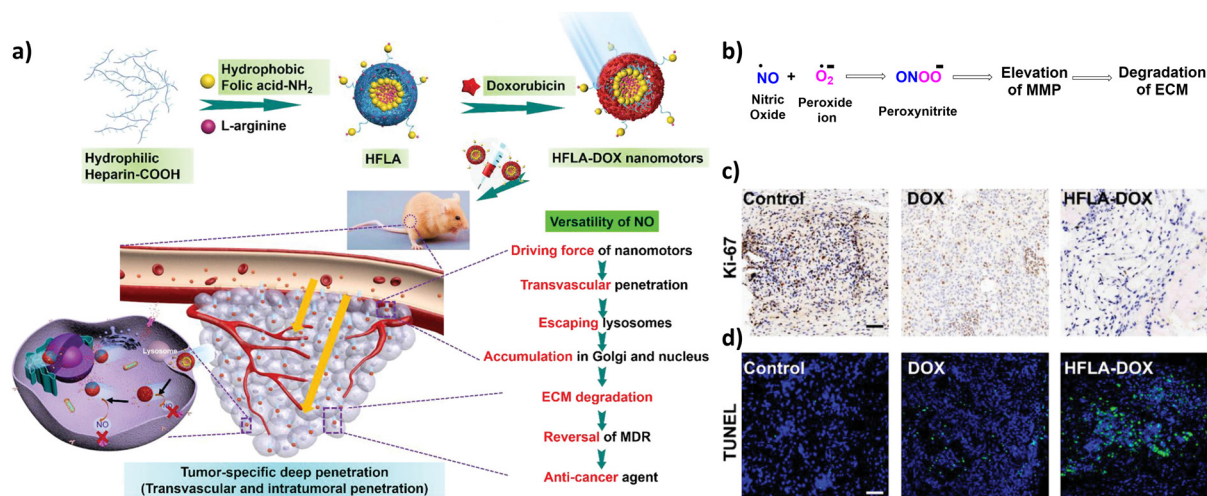 a)
Hydrophobic
Folic acid-NH2
L-arginine
Doxorubicin
Hydrophilic
Heparin-COOH
HFLA
HFLA-DOX nanomotors
Versatility of NO
Driving force of nanomotors
Transvascular penetration
Escaping lysosomes
Accumulation in Golgi and nucleus
ECM degradation
Reversal of MDR
Anti-cancer agent
Lysosome
NO
Tumor-specific deep penetration
(Transvascular and intratumoral penetration)
b)
NO + O2 ONOO Elevation of MMP Degradation of ECM
Nitric Oxide
Peroxide ion
Peroxynitrite
c)
Ki-67
Control
DOX
HFLA-DOX
d)
TUNEL
Control
DOX
HFLA-DOX